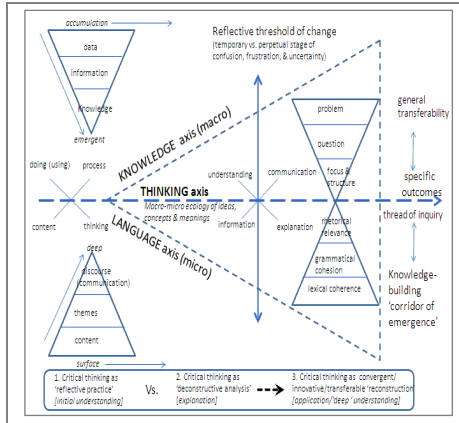 accumulation
data
information
Knowledge
emergent
doing (using)
process
content
thinking
deep
discourse
(communication)
themes
content
surface
Reflective threshold of change
(temporary vs. perpetual stage of
confusion, frustration, & uncertainty)
KNOWLEDGE axis (macro)
THINKING axis
Macro-micro ecology of ideas,
concepts & meanings
LANGUAGE axis (micro)
understanding
communication
information
explanation
problem
question
focus &
structure
rhetorical
relevance
grammatical
cohesion
lexical coherence
general
transferability
specific
outcomes
thread of inquiry
Knowledge-
building
'corridor of
emergence'
1. Critical thinking as
'reflective practice'
[initial understanding]
Vs.
2. Critical thinking as
'deconstructive analysis'
[explanation]
3. Critical thinking as convergent/
innovative/transferable 'reconstruction
[application/'deep' understanding]